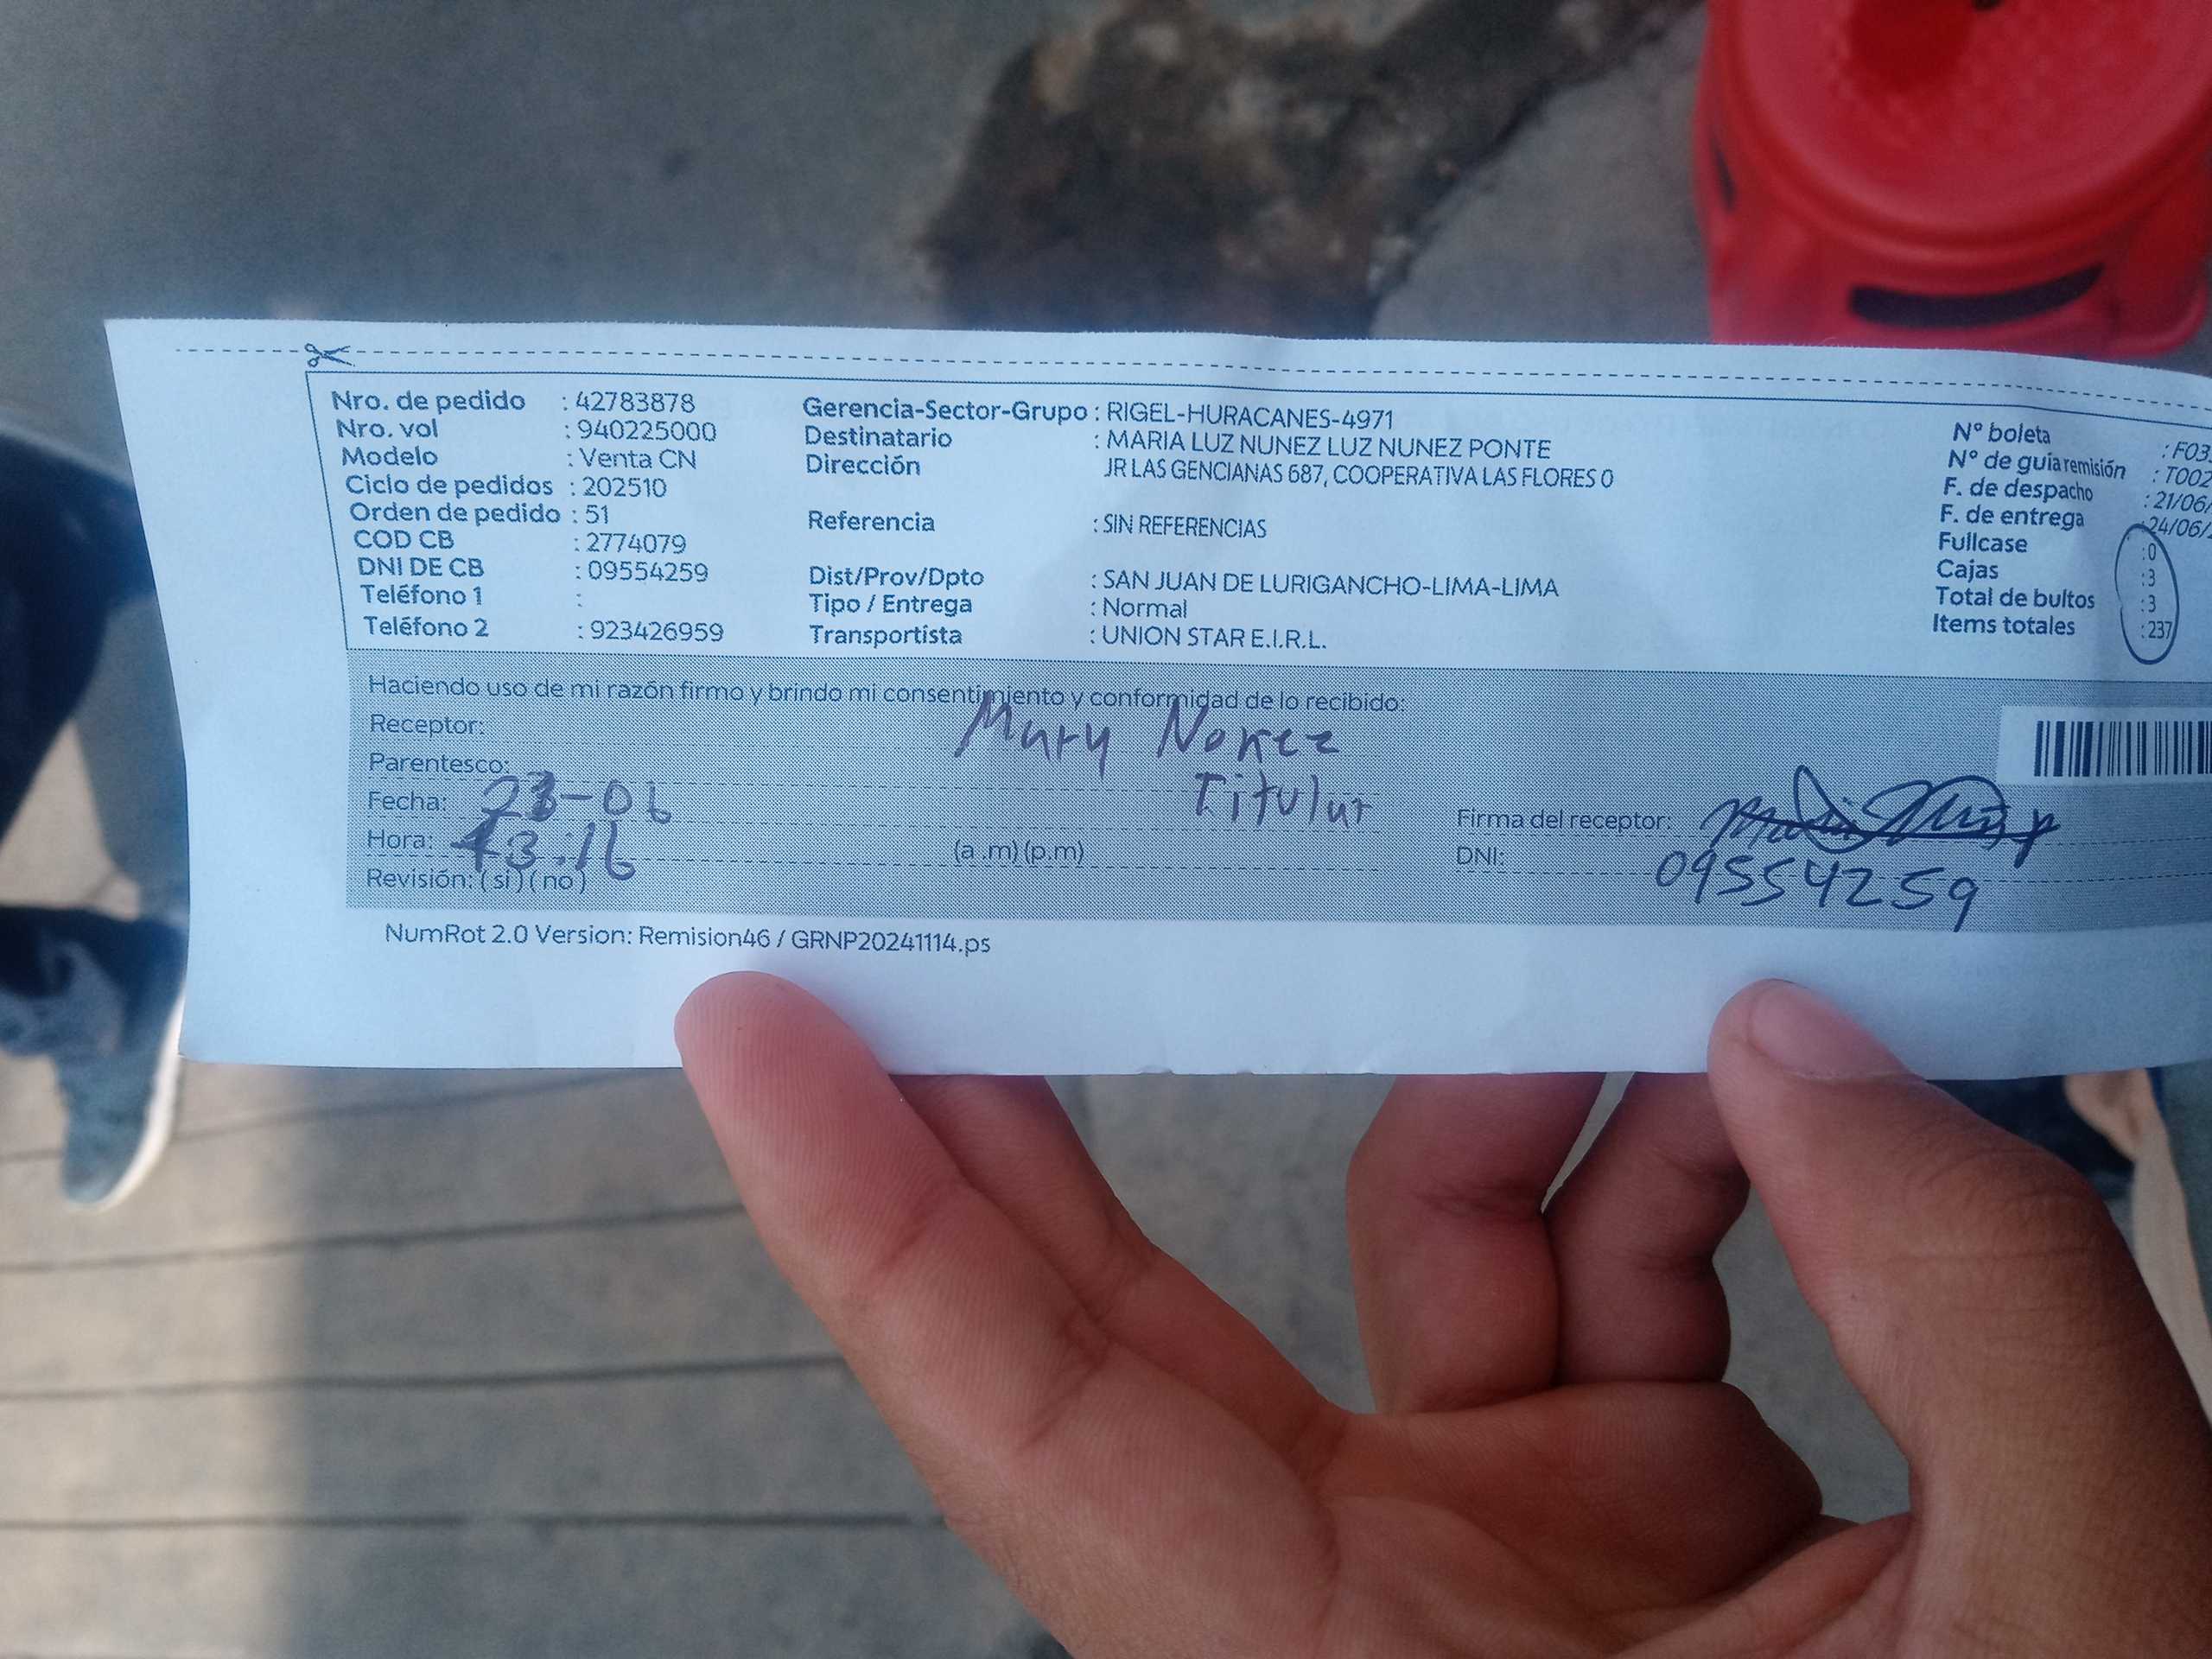 Nro. de pedido : 42783878
Nro. vol : 940225000
Modelo : Venta CN
Ciclo de pedidos : 202510
Orden de pedido : 51
COD CB : 2774079
DNI DE CB : 09554259
Teléfono 1 :
Teléfono 2 : 923426959
Gerencia-Sector-Grupo : RIGEL-HURACANES-4971
Destinatario : MARIA LUZ NUNEZ LUZ NUNEZ PONTE
Dirección JR LAS GENCIANAS 687, COOPERATIVA LAS FLORES 0
Referencia : SIN REFERENCIAS
Dist/Prov/Dpto : SAN JUAN DE LURIGANCHO-LIMA-LIMA
Tipo / Entrega : Normal
Transportista : UNION STAR E.I.R.L.
N° boleta : F03
N° de guia remisión : T002
F. de despacho : 21/06/
F. de entrega : 24/06/
Fullcase : 0
Cajas : 3
Total de bultos : 3
Items totales : 237
Haciendo uso de mi razón firmo y brindo mi consentimiento y conformidad de lo recibido:
Receptor: Mary Nonez
Parentesco: Titular
Fecha: 23-06
Hora: 13:16 (a .m) (p.m)
Revisión: ( si ) ( no )
Firma del receptor:
DNI: 09554259
NumRot 2.0 Version: Remision46 / GRNP20241114.ps